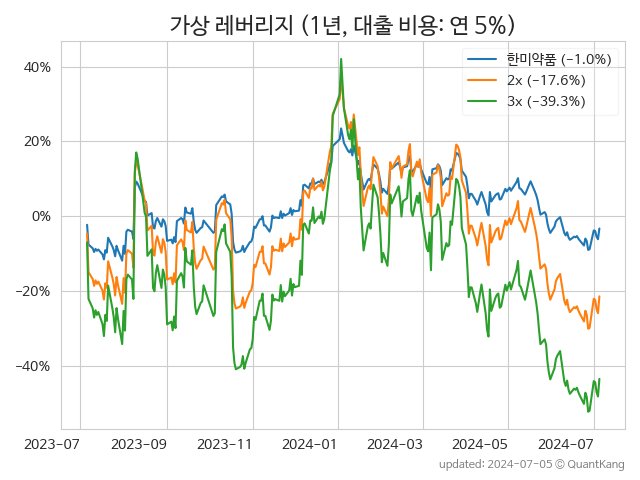 가상 레버리지 (1년, 대출 비용: 연 5%)
한미약품 (−1.0%)
2x (−17.6%)
3x (−39.3%)
40%
20%
0%
−20%
−40%
2023-07 2023-09 2023-11 2024-01 2024-03 2024-05 2024-07
updated: 2024-07-05 © QuantKang